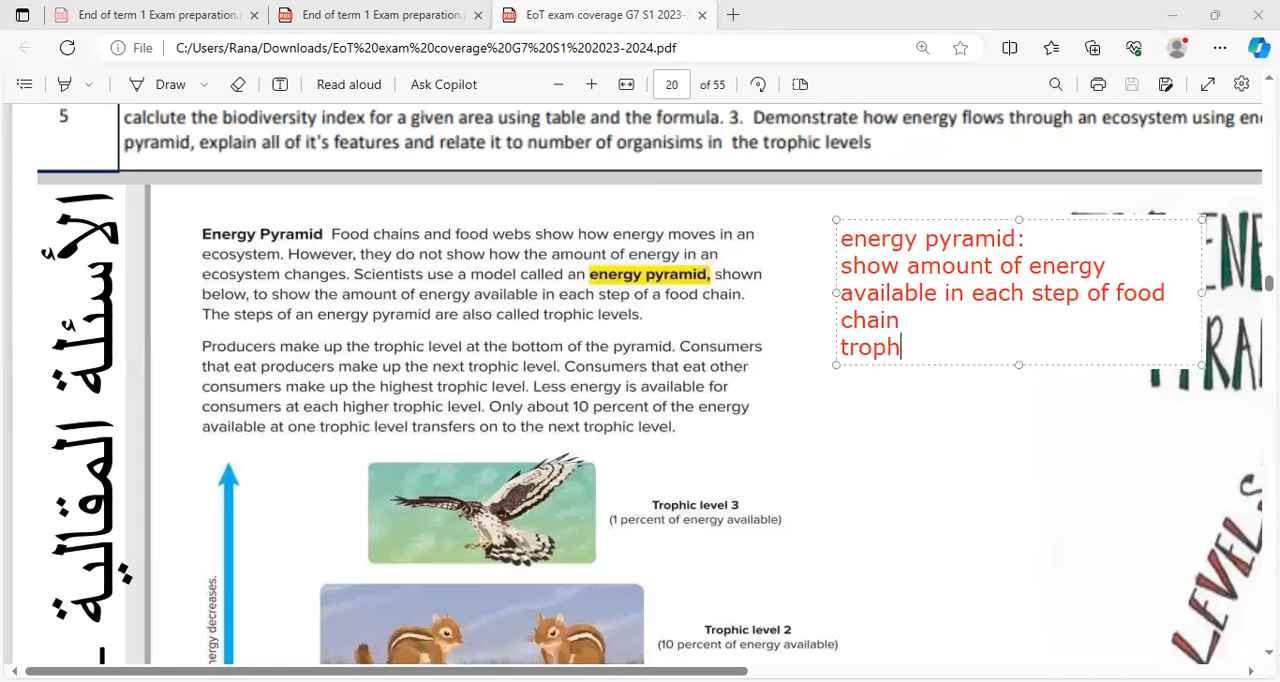 End of term 1 Exam preparation.
End of term 1 Exam preparation.
EoT exam coverage G7 S1 2023-
File
C:/Users/Rana/Downloads/EoT%20exam%20coverage%20G7%20S1%202023-2024.pdf
Draw
Read aloud
Ask Copilot
20
of 55
5
calclute the biodiversity index for a given area using table and the formula. 3. Demonstrate how energy flows through an ecosystem using
pyramid, explain all of it's features and relate it to number of organisims in the trophic levels
الأسئلة المقالية -
Energy Pyramid Food chains and food webs show how energy moves in an
ecosystem. However, they do not show how the amount of energy in an
ecosystem changes. Scientists use a model called an energy pyramid, shown
below, to show the amount of energy available in each step of a food chain.
The steps of an energy pyramid are also called trophic levels.
Producers make up the trophic level at the bottom of the pyramid. Consumers
that eat producers make up the next trophic level. Consumers that eat other
consumers make up the highest trophic level. Less energy is available for
consumers at each higher trophic level. Only about 10 percent of the energy
available at one trophic level transfers on to the next trophic level.
energy pyramid:
show amount of energy
available in each step of food
chain
troph
Trophic level 3
(1 percent of energy available)
Trophic level 2
(10 percent of energy available)
decreases.
LEVELS